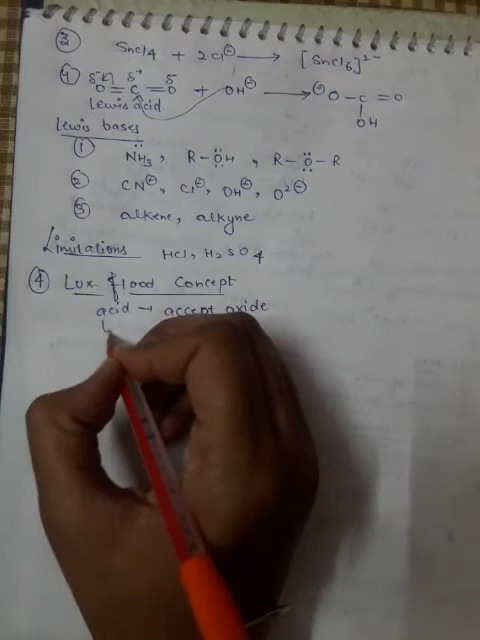 ③ SnCl4 + 2Cl⊖ → [SnCl6]2-
④ δ- δ+ δ-
O=C=O + OH⊖ → ⊖O-C=O
Lewis acid
OH
Lewis bases
① N̈H3, R-Ö̤H, R-Ö̤-R
② CN⊖, Cl⊖, OH⊖, O2⊖
③ alkene, alkyne
Limitations HCl, H2SO4
④ Lux-flood Concept
acid → accept oxide